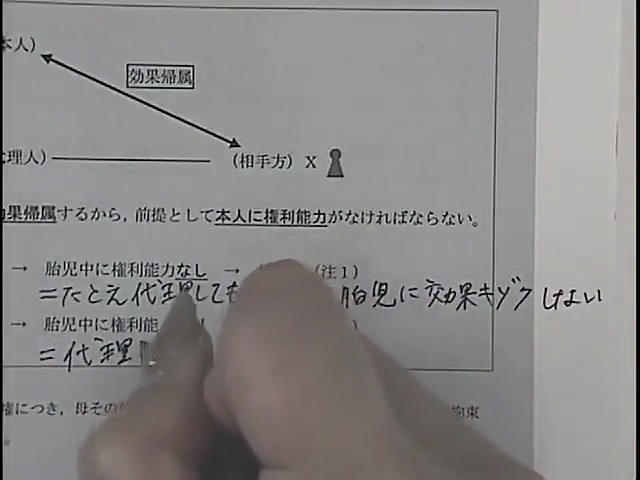 本人)
効果帰属
理人)
(相手方) X
効果帰属するから, 前提として本人に権利能力がなければならない。
→ 胎児中に権利能力なし → (注1)
=たとえ代理しても 胎児に効果キゾクしない
→ 胎児中に権利能
=代理
権につき, 母その 拘束
。